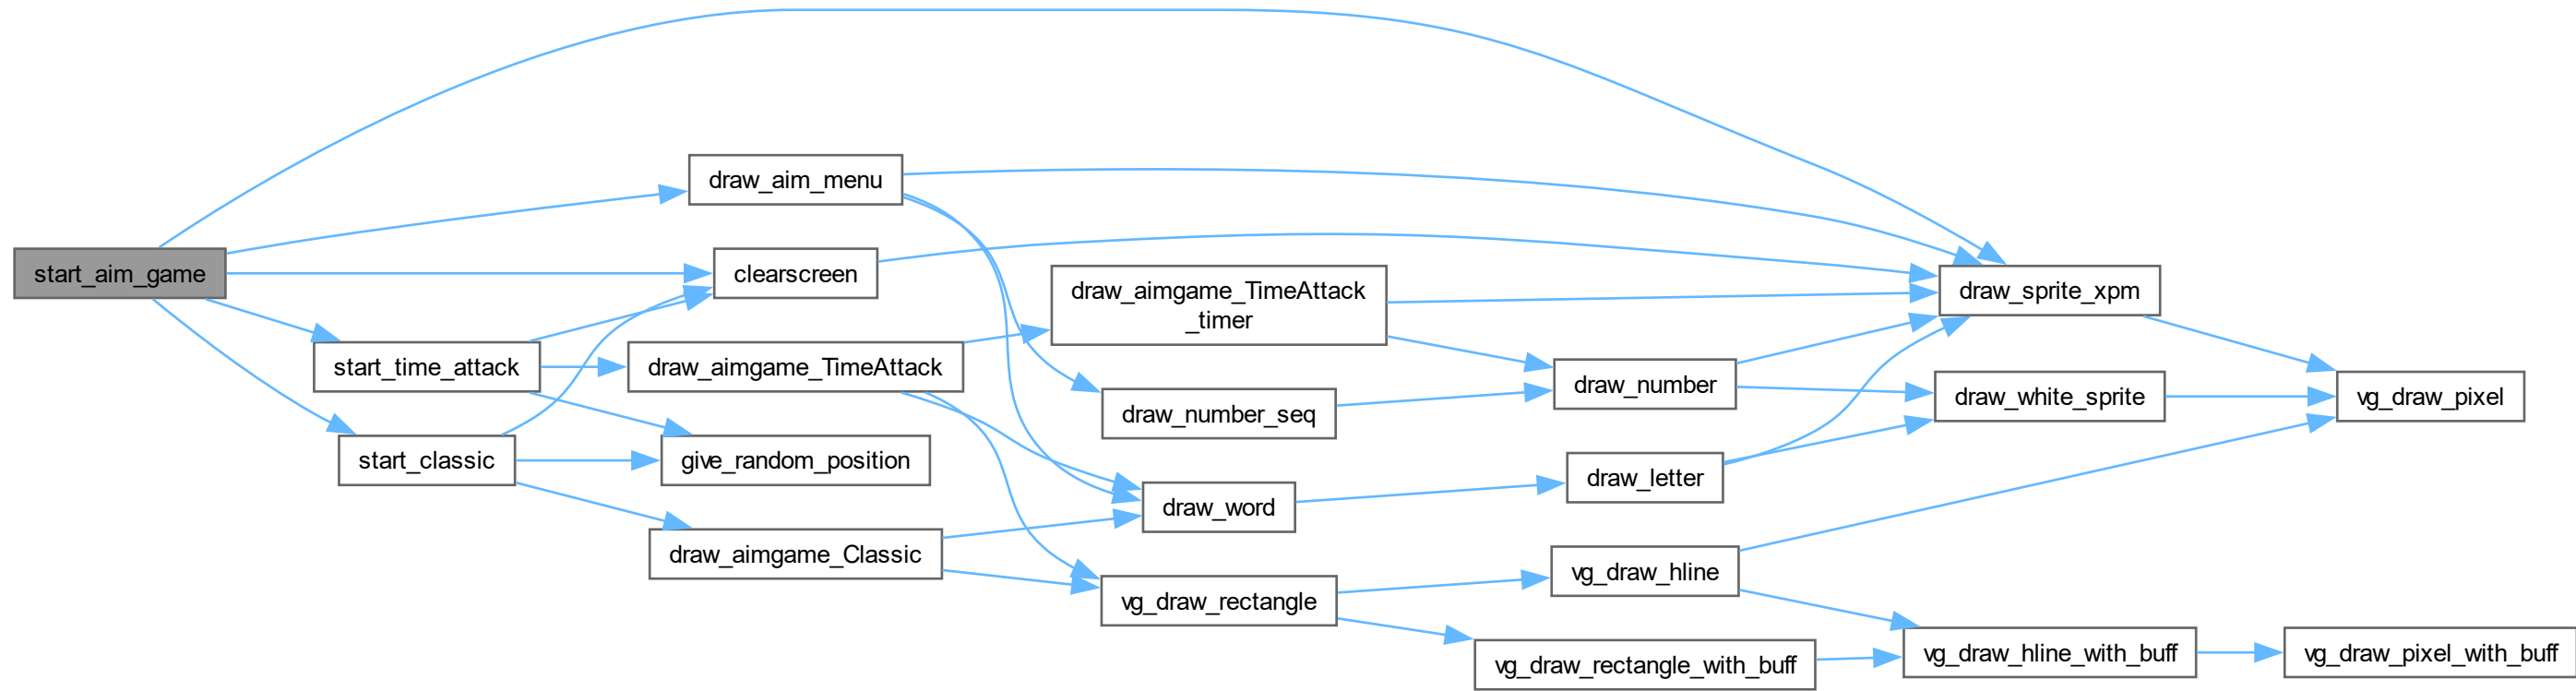 start_aim_game
draw_aim_menu
clearscreen
start_time_attack
start_classic
draw_aimgame_TimeAttack
give_random_position
draw_aimgame_Classic
draw_aimgame_TimeAttack
_timer
draw_number_seq
draw_word
vg_draw_rectangle
draw_number
draw_letter
vg_draw_hline
vg_draw_rectangle_with_buff
draw_sprite_xpm
draw_white_sprite
vg_draw_hline_with_buff
vg_draw_pixel
vg_draw_pixel_with_buff